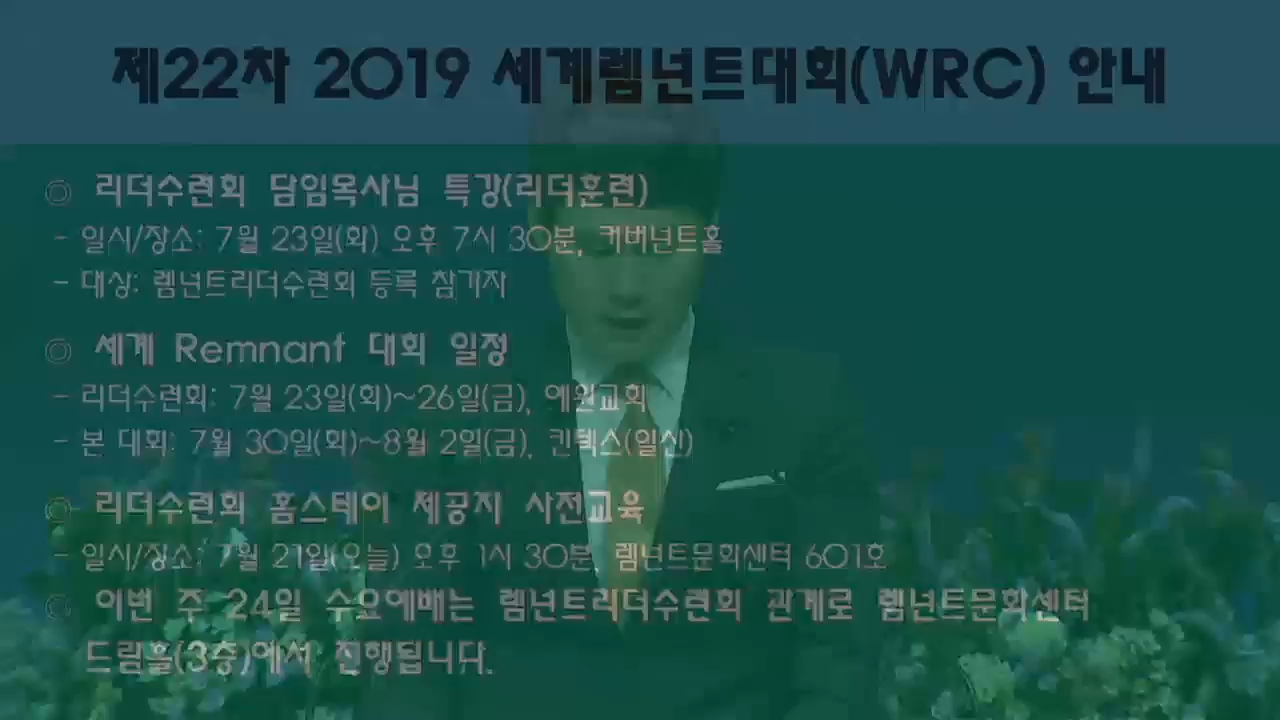 제22차 2019 세계렘넌트대회(WRC) 안내
◎ 리더수련회 담임목사님 특강(리더훈련)
- 일시/장소: 7월 23일(화) 오후 7시 30분, 커버넌트홀
- 대상: 렘넌트리더수련회 등록 참가자
◎ 세계 Remnant 대회 일정
- 리더수련회: 7월 23일(화)~26일(금), 예원교회
- 본 대회: 7월 30일(화)~8월 2일(금), 킨텍스(일산)
◎ 리더수련회 홈스테이 제공자 사전교육
- 일시/장소: 7월 21일(오늘) 오후 1시 30분, 렘넌트문화센터 601호
◎ 이번 주 24일 수요예배는 렘넌트리더수련회 관계로 렘넌트문화센터
드림홀(3층)에서 진행됩니다.